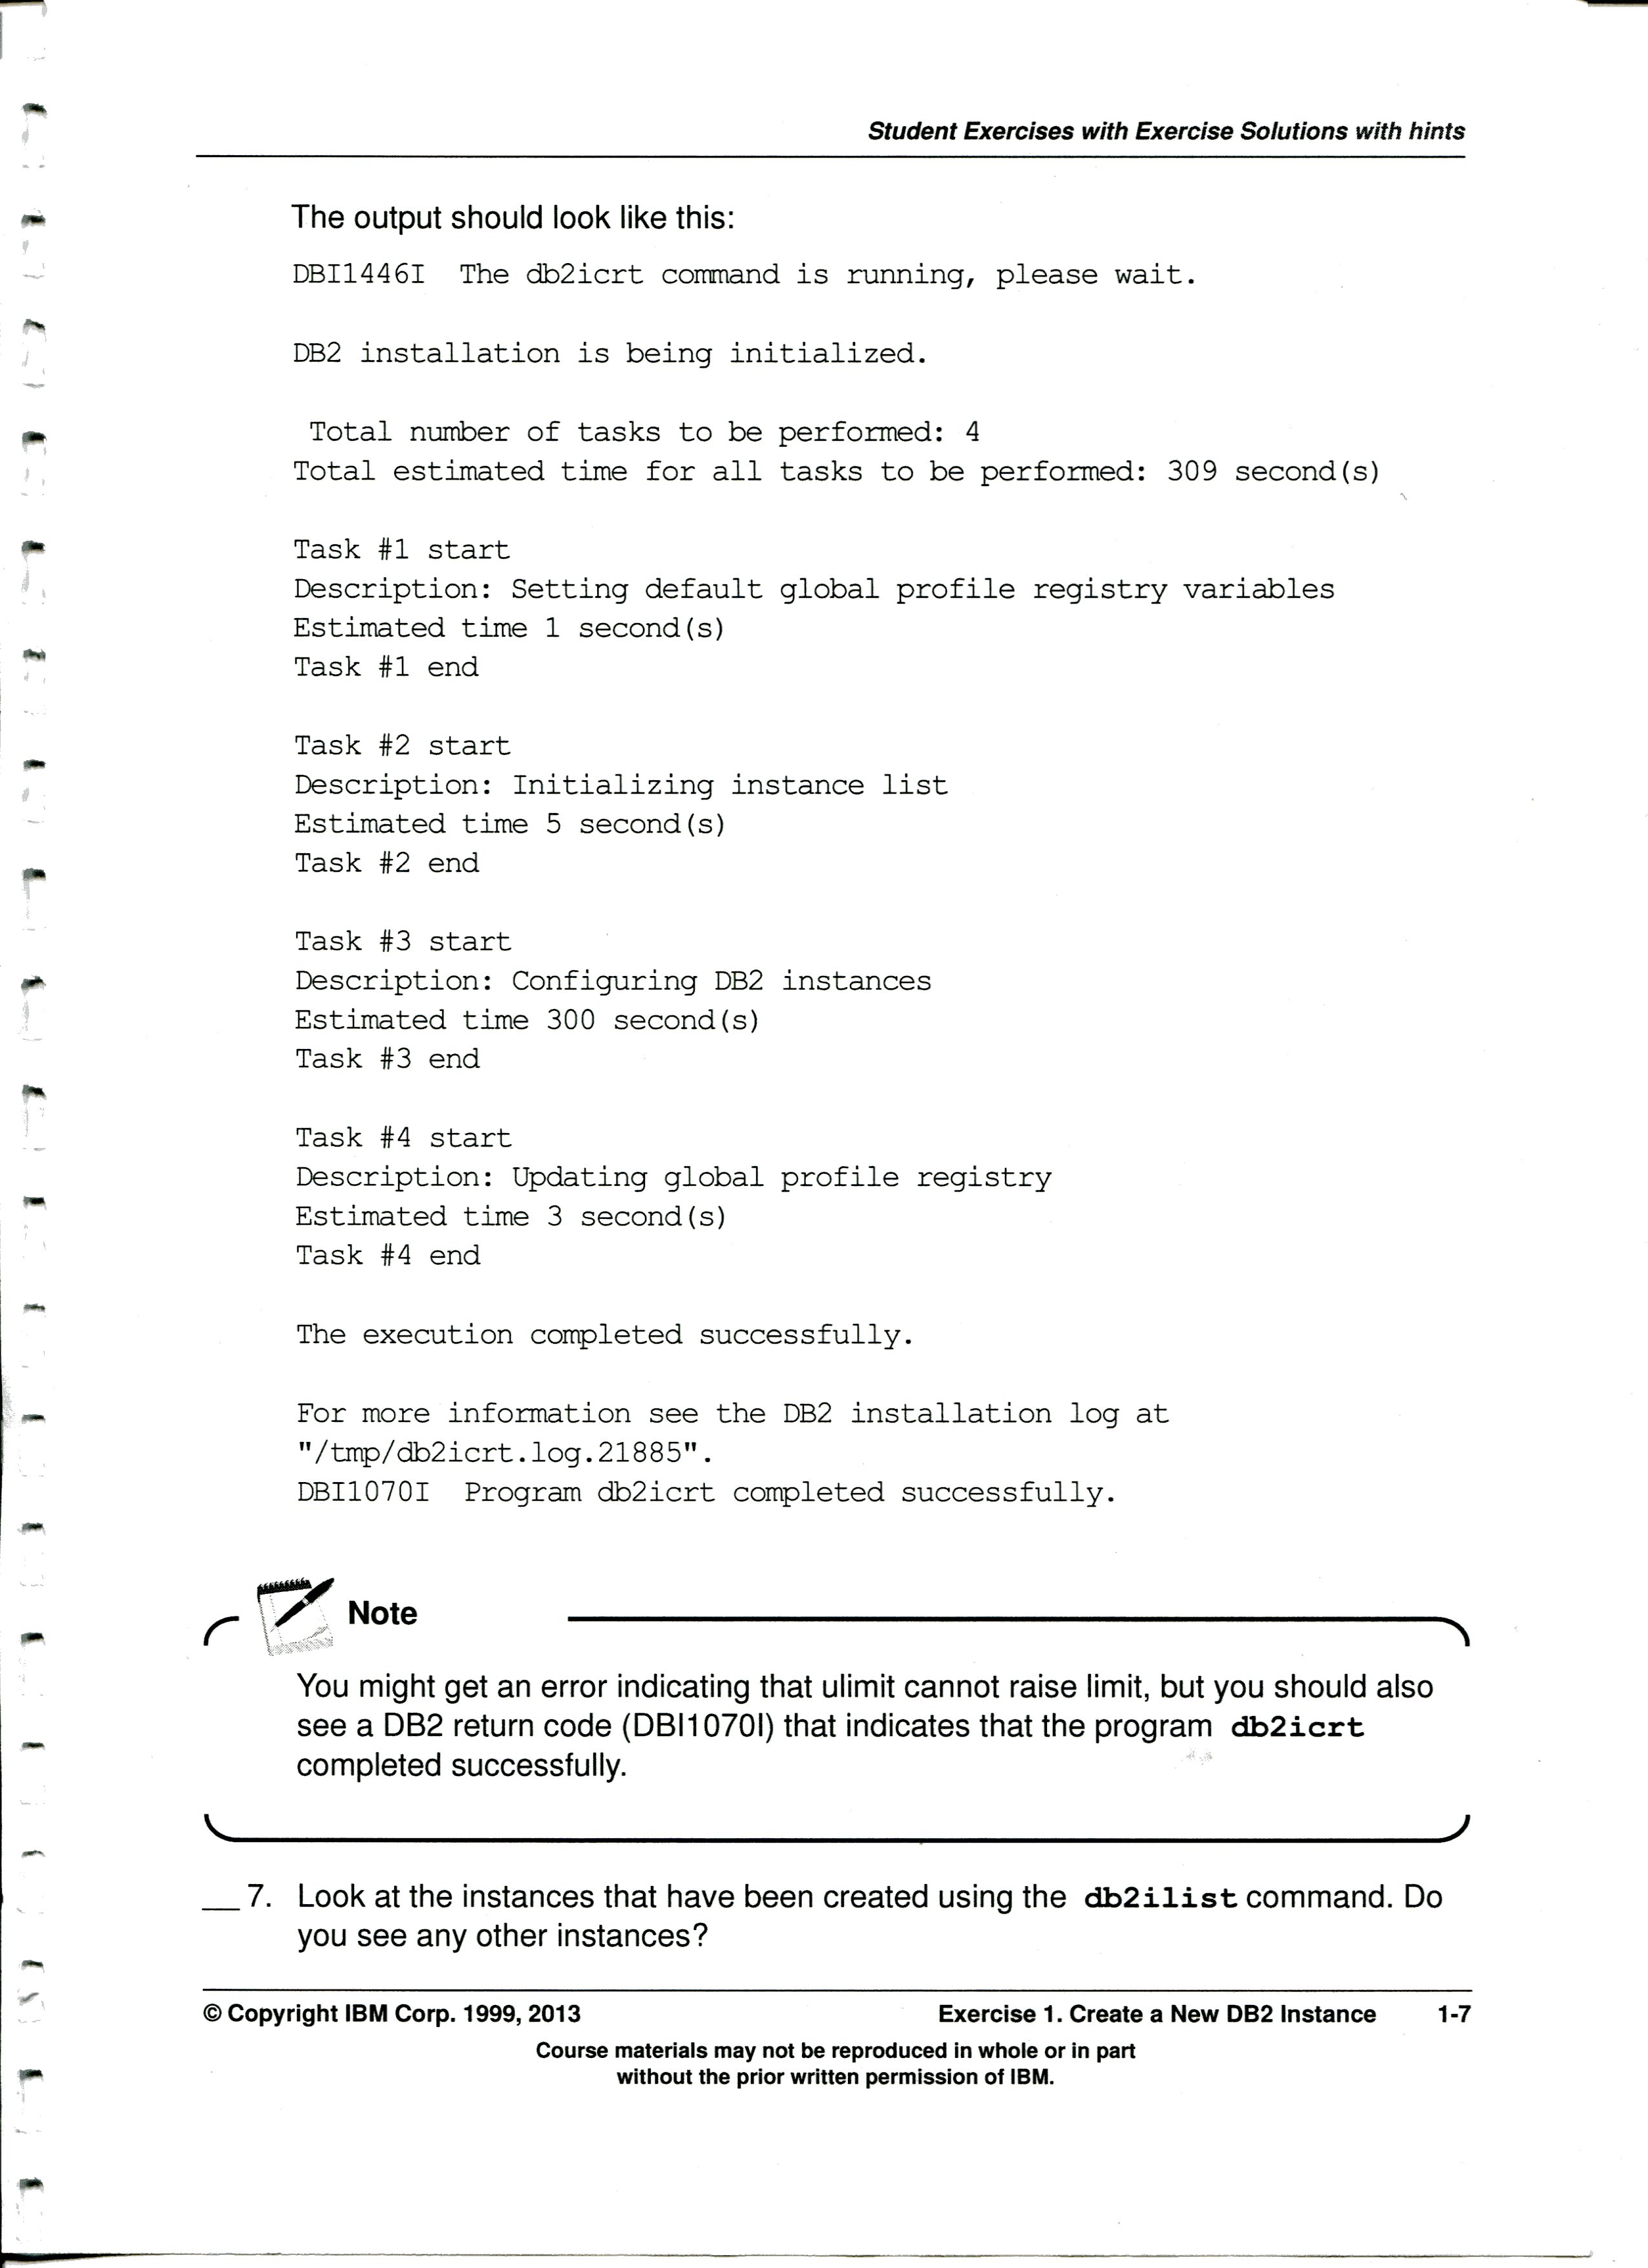 Student Exercises with Exercise Solutions with hints
The output should look like this:
DBI1446I  The db2icrt command is running, please wait.
DB2 installation is being initialized.
Total number of tasks to be performed: 4
Total estimated time for all tasks to be performed: 309 second(s)
Task #1 start
Description: Setting default global profile registry variables
Estimated time 1 second(s)
Task #1 end
Task #2 start
Description: Initializing instance list
Estimated time 5 second(s)
Task #2 end
Task #3 start
Description: Configuring DB2 instances
Estimated time 300 second(s)
Task #3 end
Task #4 start
Description: Updating global profile registry
Estimated time 3 second(s)
Task #4 end
The execution completed successfully.
For more information see the DB2 installation log at
"/tmp/db2icrt.log.21885".
DBI1070I  Program db2icrt completed successfully.
Note
You might get an error indicating that ulimit cannot raise limit, but you should also
see a DB2 return code (DBI1070I) that indicates that the program db2icrt
completed successfully.
__ 7. Look at the instances that have been created using the db2ilist command. Do
you see any other instances?
© Copyright IBM Corp. 1999, 2013 Exercise 1. Create a New DB2 Instance 1-7
Course materials may not be reproduced in whole or in part
without the prior written permission of IBM.